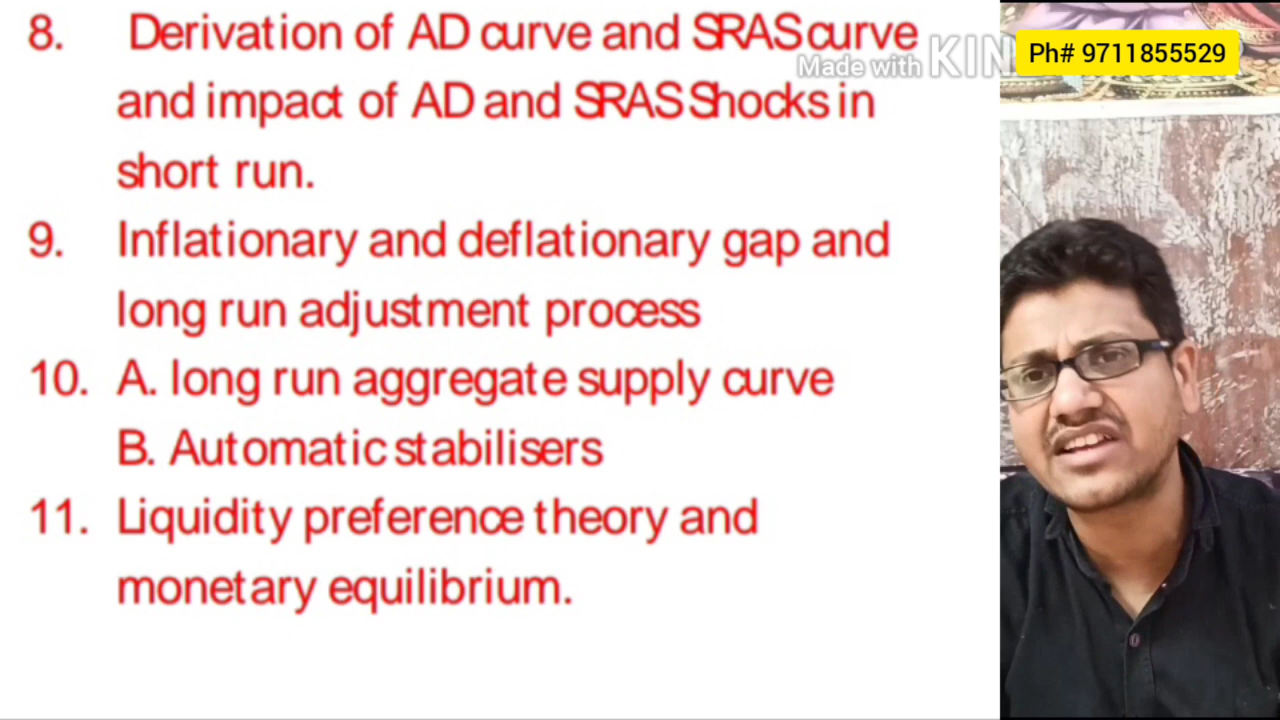 8. Derivation of AD curve and SRAS curve
and impact of AD and SRAS Shocks in
short run.
9. Inflationary and deflationary gap and
long run adjustment process
10. A. long run aggregate supply curve
B. Automatic stabilisers
11. Liquidity preference theory and
monetary equilibrium.
Made with KIN
Ph# 9711855529